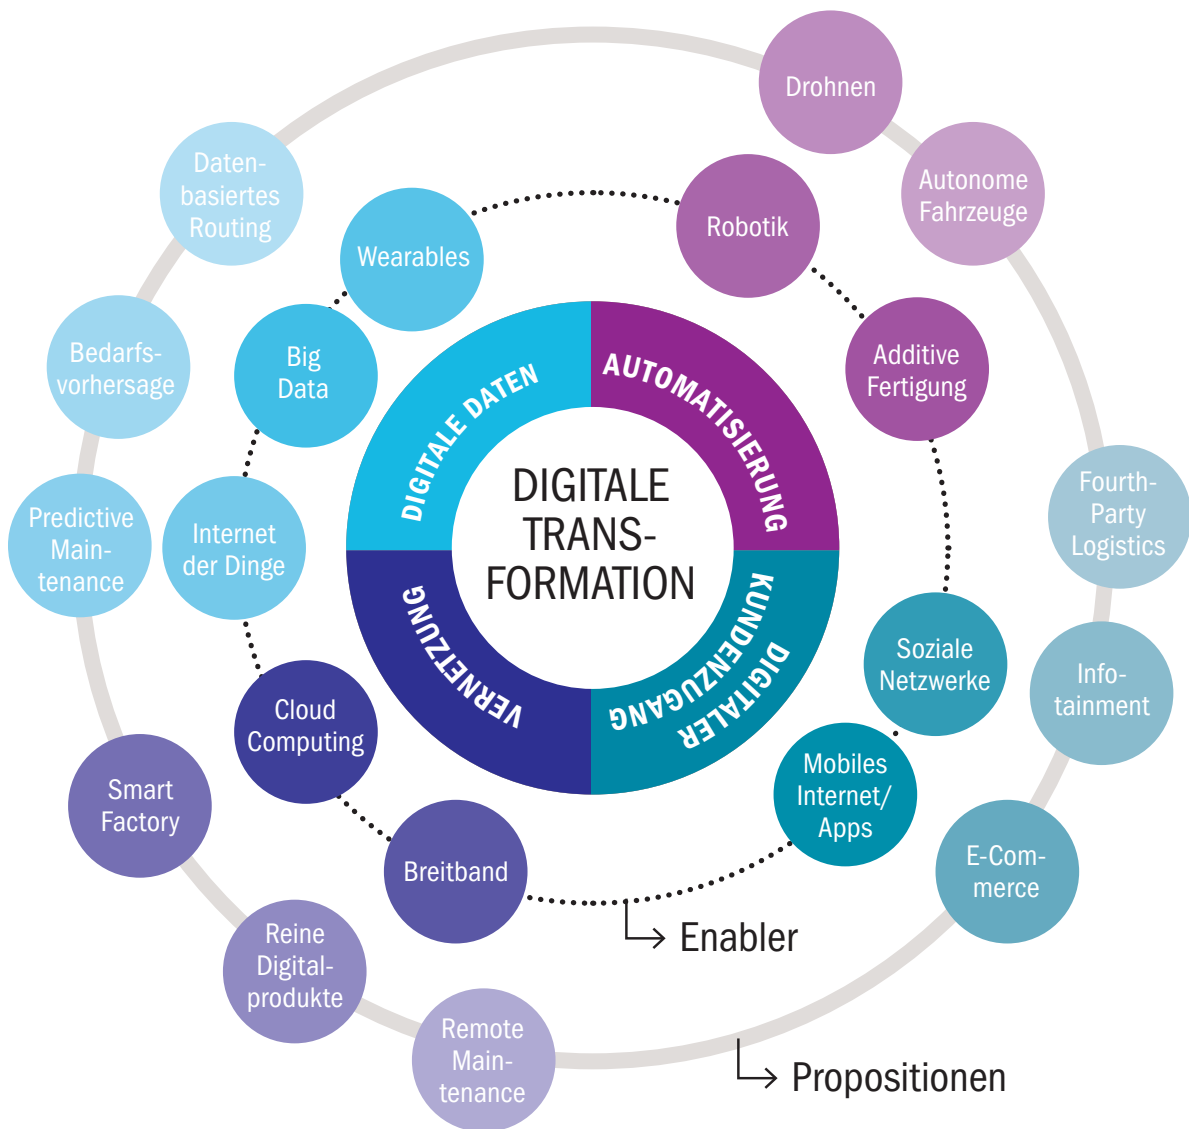 Drohnen
Daten-
basiertes
Routing
Autonome
Fahrzeuge
Wearables
Robotik
Bedarfs-
vorhersage
Big
Data
Additive
Fertigung
DIGITALE DATEN
AUTOMATISIERUNG
DIGITALE
TRANS-
FORMATION
Predictive
Main-
tenance
Internet
der Dinge
Fourth-
Party
Logistics
VERNETZUNG
DIGITALER
KUNDENZUGANG
Soziale
Netzwerke
Info-
tainment
Cloud
Computing
Mobiles
Internet/
Apps
Smart
Factory
Breitband
E-Com-
merce
Enabler
Reine
Digital-
produkte
Remote
Main-
tenance
Propositionen